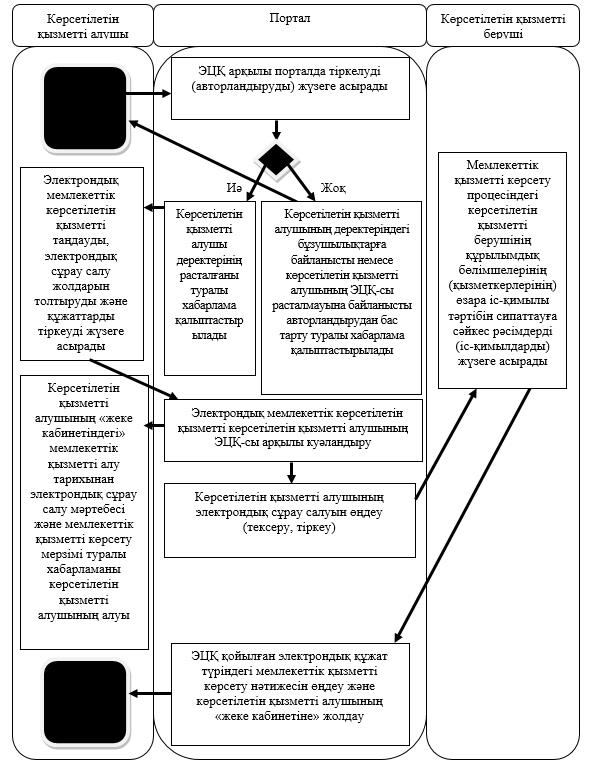 Көрсетілетін
қызметті алушы
Портал
Көрсетілетін қызметті
беруші
ЭЦҚ арқылы порталда тіркелуді
(авторландыруды) жүзеге асырады
Иә
Жоқ
Электрондық
мемлекеттік
көрсетілетін
қызметті
таңдауды,
электрондық
сұрау салу
жолдарын
толтыруды және
құжаттарды
тіркеуді жүзеге
асырады
Көрсетілетін
қызметті
алушы
деректерінің
расталғаны
туралы
хабарлама
қалыптастыр
ылады
Көрсетілетін қызметті
алушының деректеріндегі
бұзушылықтарға
байланысты немесе
көрсетілетін қызметті
алушының ЭЦҚ-сы
расталмауына байланысты
авторландырудан бас
тарту туралы хабарлама
қалыптастырылады
Мемлекеттік
қызметті көрсету
процесіндегі
көрсетілетін
қызметті
берушінің
құрылымдық
бөлімшелерінің
(қызметкерлерінің)
өзара іс-қимылы
тәртібін сипаттауға
сәйкес рәсімдерді
(іс-қимылдарды)
жүзеге асырады
Көрсетілетін
қызметті
алушының «жеке
кабинетіндегі»
мемлекеттік
қызметті алу
тарихынан
электрондық сұрау
салу мәртебесі
және мемлекеттік
қызметті көрсету
мерзімі туралы
хабарламаны
көрсетілетін
қызметті
алушының алуы
Электрондық мемлекеттік көрсетілетін
қызметті көрсетілетін қызметті алушының
ЭЦҚ-сы арқылы куәландыру
Көрсетілетін қызметті алушының
электрондық сұрау салуын өңдеу
(тексеру, тіркеу)
ЭЦҚ қойылған электрондық құжат
түріндегі мемлекеттік қызметті
көрсету нәтижесін өңдеу және
көрсетілетін қызметті алушының
«жеке кабинетіне» жолдау